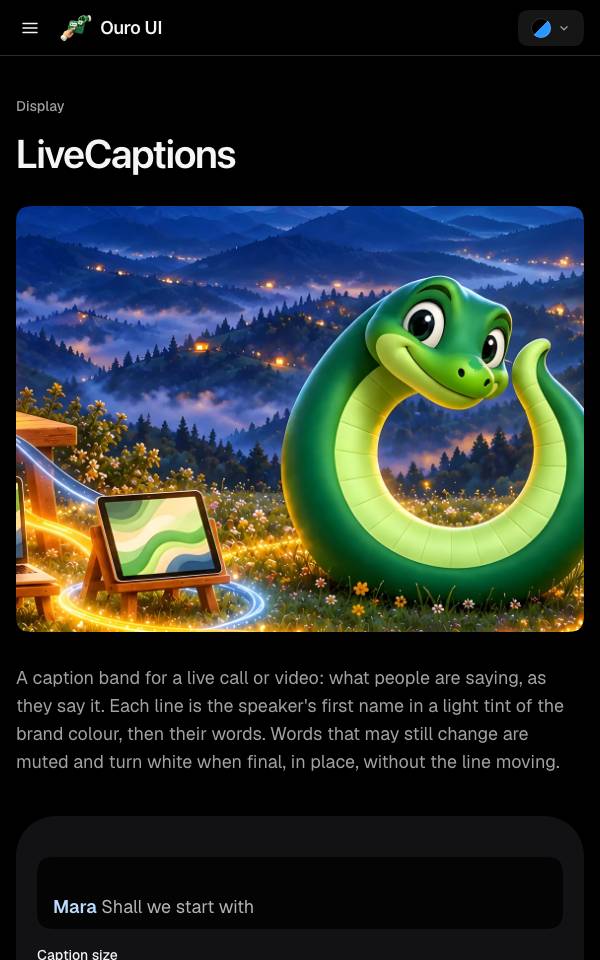 Ouro UI
Display
LiveCaptions
A caption band for a live call or video: what people are saying, as
they say it. Each line is the speaker's first name in a light tint of the
brand colour, then their words. Words that may still change are
muted and turn white when final, in place, without the line moving.
Mara Shall we start with
Caption size